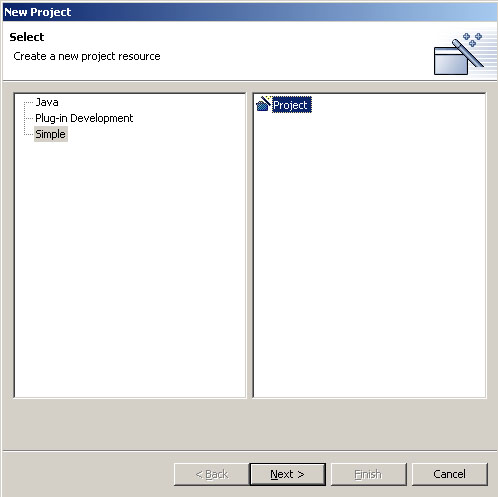 New Project
Select
Create a new project resource
Java
Plug-in Development
Simple
Project
< Back
Next >
Finish
Cancel